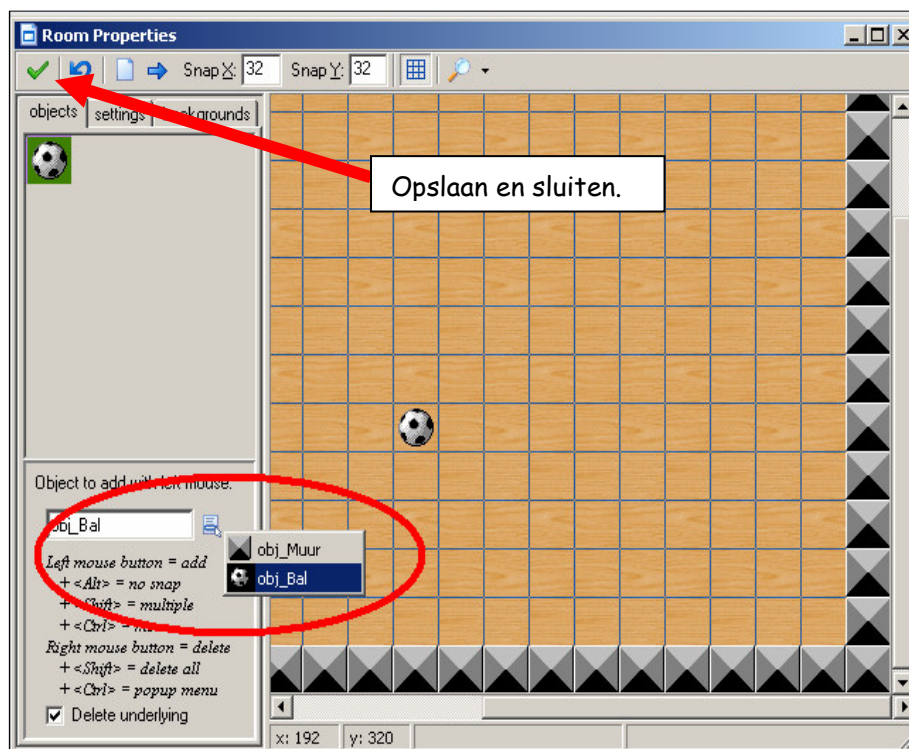 Room Properties
Snap X: 32 Snap Y: 32
objects settings backgrounds
Opslaan en sluiten.
Object to add with left mouse:
obj_Bal
obj_Muur
obj_Bal
Left mouse button = add
+ <Alt> = no snap
+ <Shift> = multiple
+ <Ctrl> =
Right mouse button = delete
+ <Shift> = delete all
+ <Ctrl> = popup menu
Delete underlying
x: 192 y: 320